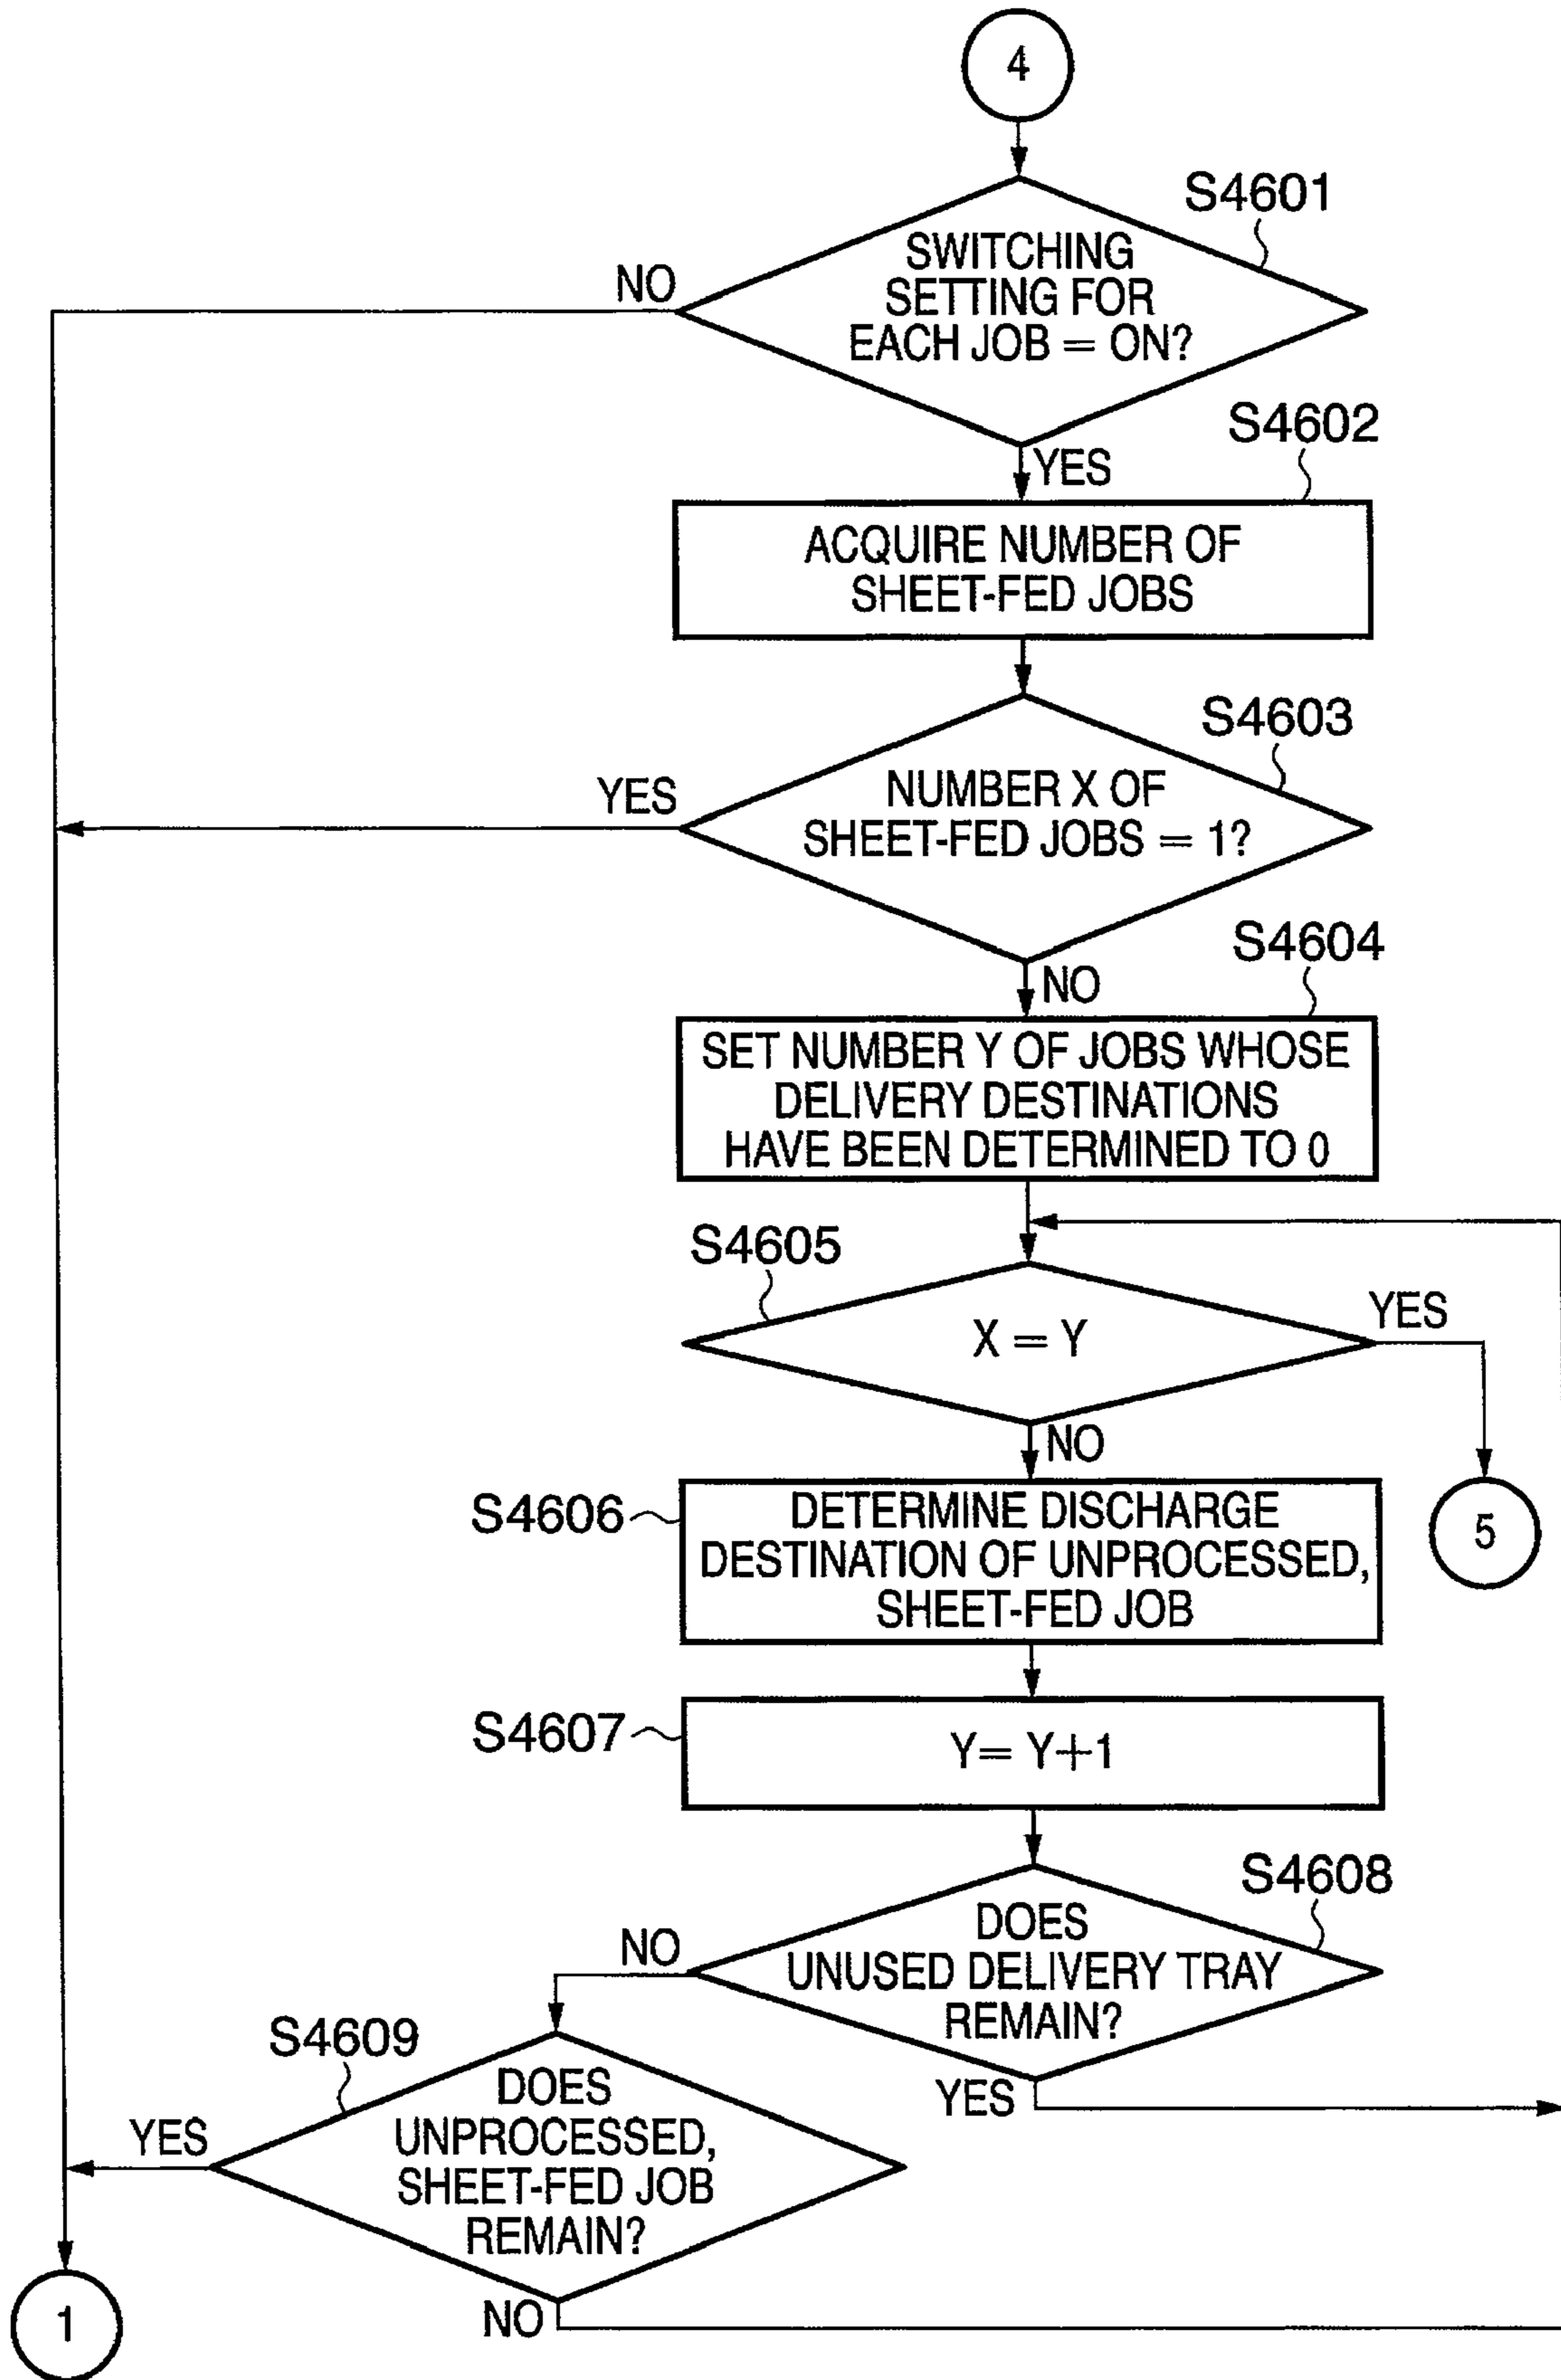 4
S4601
SWITCHING
SETTING FOR
EACH JOB = ON?
NO
YES
S4602
ACQUIRE NUMBER OF
SHEET-FED JOBS
S4603
NUMBER X OF
SHEET-FED JOBS = 1?
YES
NO
S4604
SET NUMBER Y OF JOBS WHOSE
DELIVERY DESTINATIONS
HAVE BEEN DETERMINED TO 0
S4605
X = Y
YES
NO
5
S4606
DETERMINE DISCHARGE
DESTINATION OF UNPROCESSED,
SHEET-FED JOB
S4607
Y= Y+1
S4608
DOES
UNUSED DELIVERY TRAY
REMAIN?
NO
YES
S4609
DOES
UNPROCESSED,
SHEET-FED JOB
REMAIN?
YES
NO
1